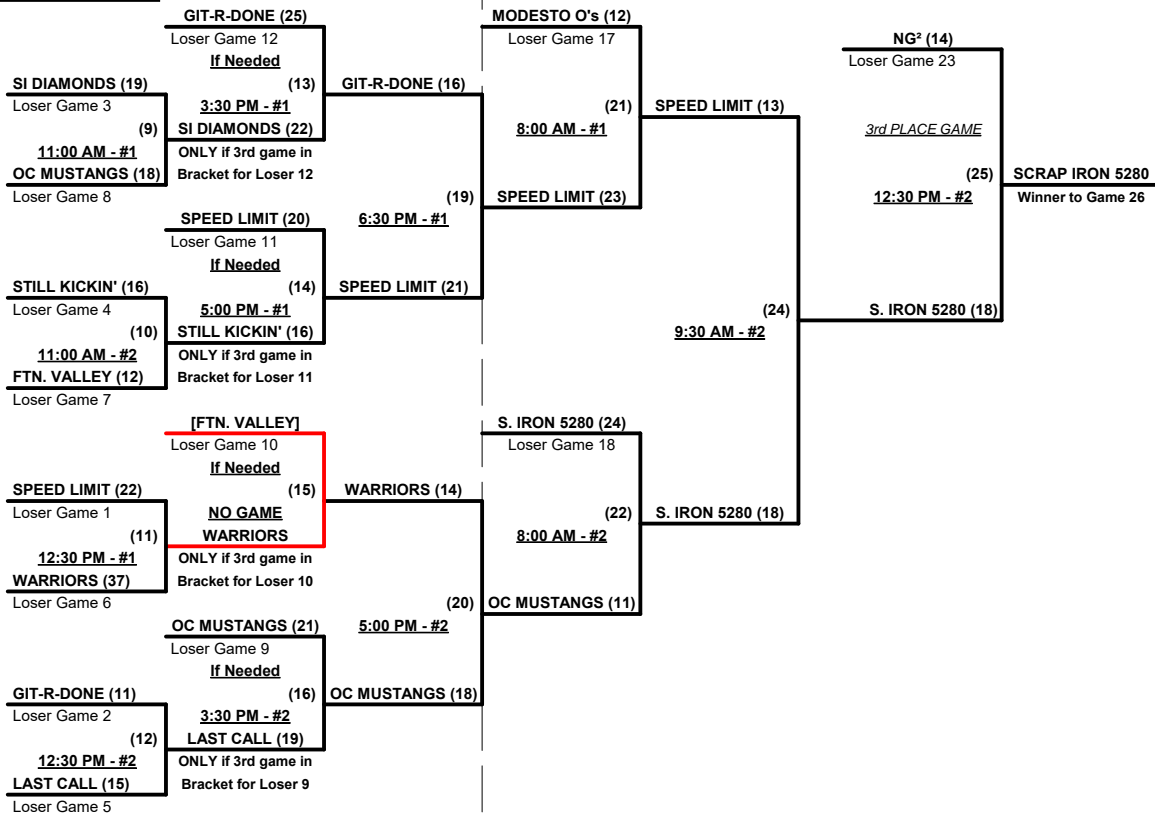 GIT-R-DONE (25)
Loser Game 12
If Needed
SI DIAMONDS (19)
Loser Game 3
(13)
3:30 PM - #1
GIT-R-DONE (16)
(9)
11:00 AM - #1
SI DIAMONDS (22)
ONLY if 3rd game in
Bracket for Loser 12
OC MUSTANGS (18)
Loser Game 8
(19)
6:30 PM - #1
SPEED LIMIT (20)
Loser Game 11
If Needed
STILL KICKIN' (16)
Loser Game 4
(14)
5:00 PM - #1
SPEED LIMIT (21)
(10)
11:00 AM - #2
STILL KICKIN' (16)
ONLY if 3rd game in
Bracket for Loser 11
FTN. VALLEY (12)
Loser Game 7
[FTN. VALLEY]
Loser Game 10
If Needed
SPEED LIMIT (22)
Loser Game 1
(15)
NO GAME
WARRIORS (14)
(11)
12:30 PM - #1
WARRIORS
ONLY if 3rd game in
Bracket for Loser 10
WARRIORS (37)
Loser Game 6
(20)
5:00 PM - #2
OC MUSTANGS (21)
Loser Game 9
If Needed
GIT-R-DONE (11)
Loser Game 2
(16)
3:30 PM - #2
OC MUSTANGS (18)
(12)
12:30 PM - #2
LAST CALL (19)
ONLY if 3rd game in
Bracket for Loser 9
LAST CALL (15)
Loser Game 5
MODESTO O's (12)
Loser Game 17
(21)
8:00 AM - #1
SPEED LIMIT (13)
SPEED LIMIT (23)
(24)
9:30 AM - #2
S. IRON 5280 (24)
Loser Game 18
(22)
8:00 AM - #2
S. IRON 5280 (18)
OC MUSTANGS (11)
NG² (14)
Loser Game 23
3rd PLACE GAME
(25)
12:30 PM - #2
SCRAP IRON 5280
Winner to Game 26
S. IRON 5280 (18)